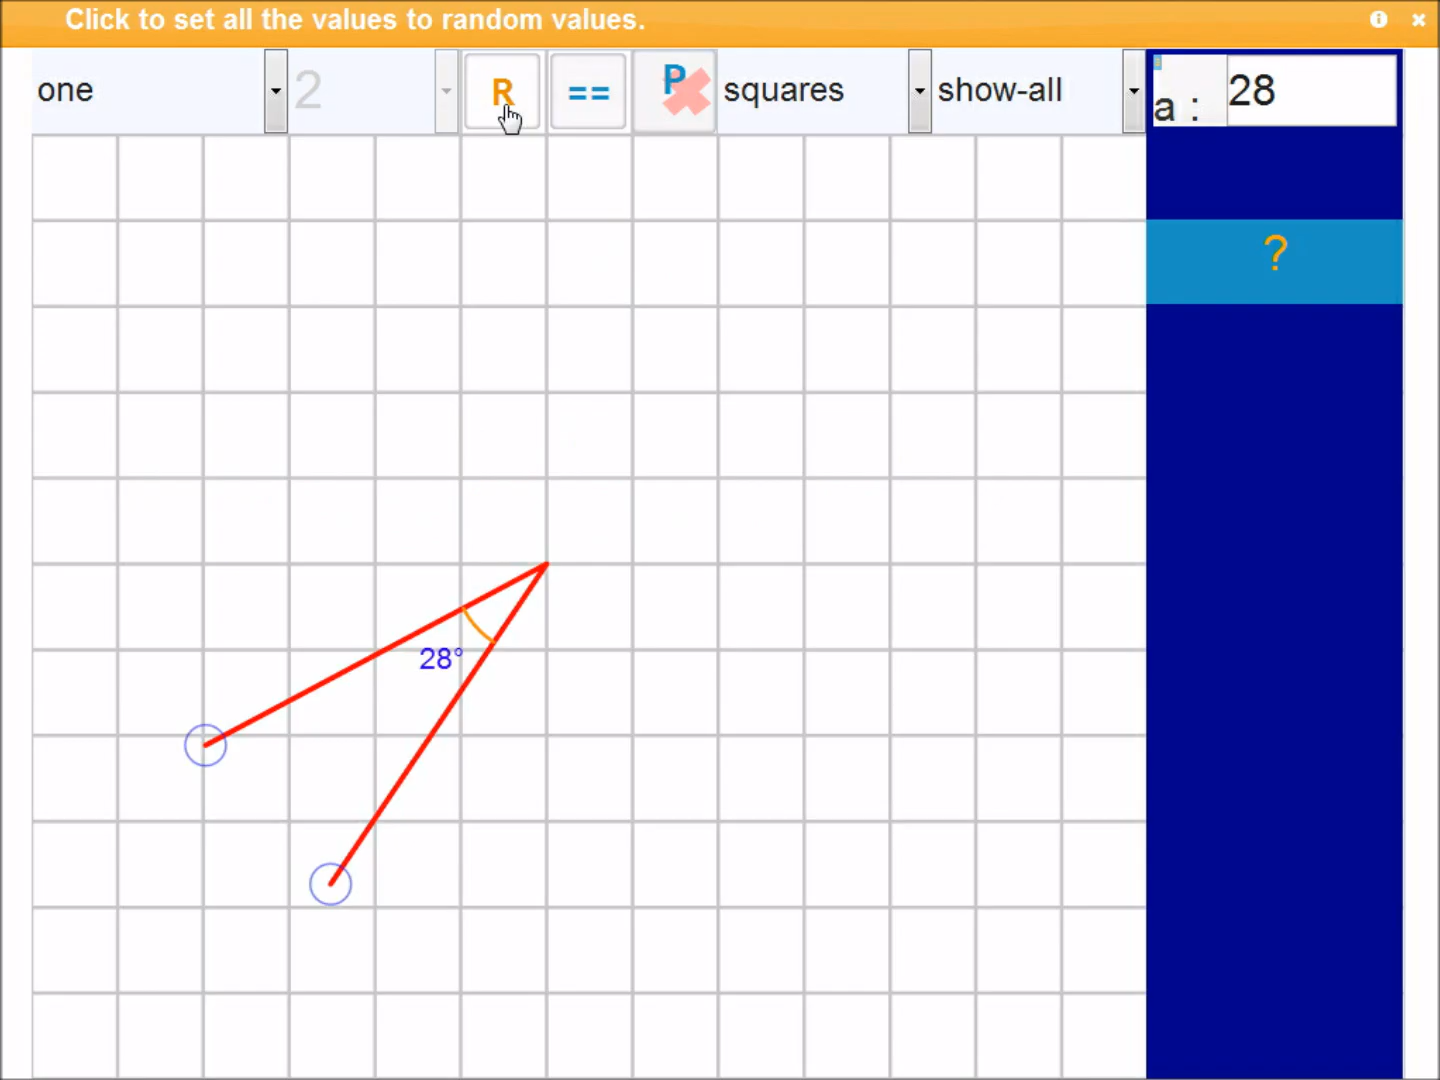 Click to set all the values to random values.
one 2 R == P squares show-all a : 28
?
28°